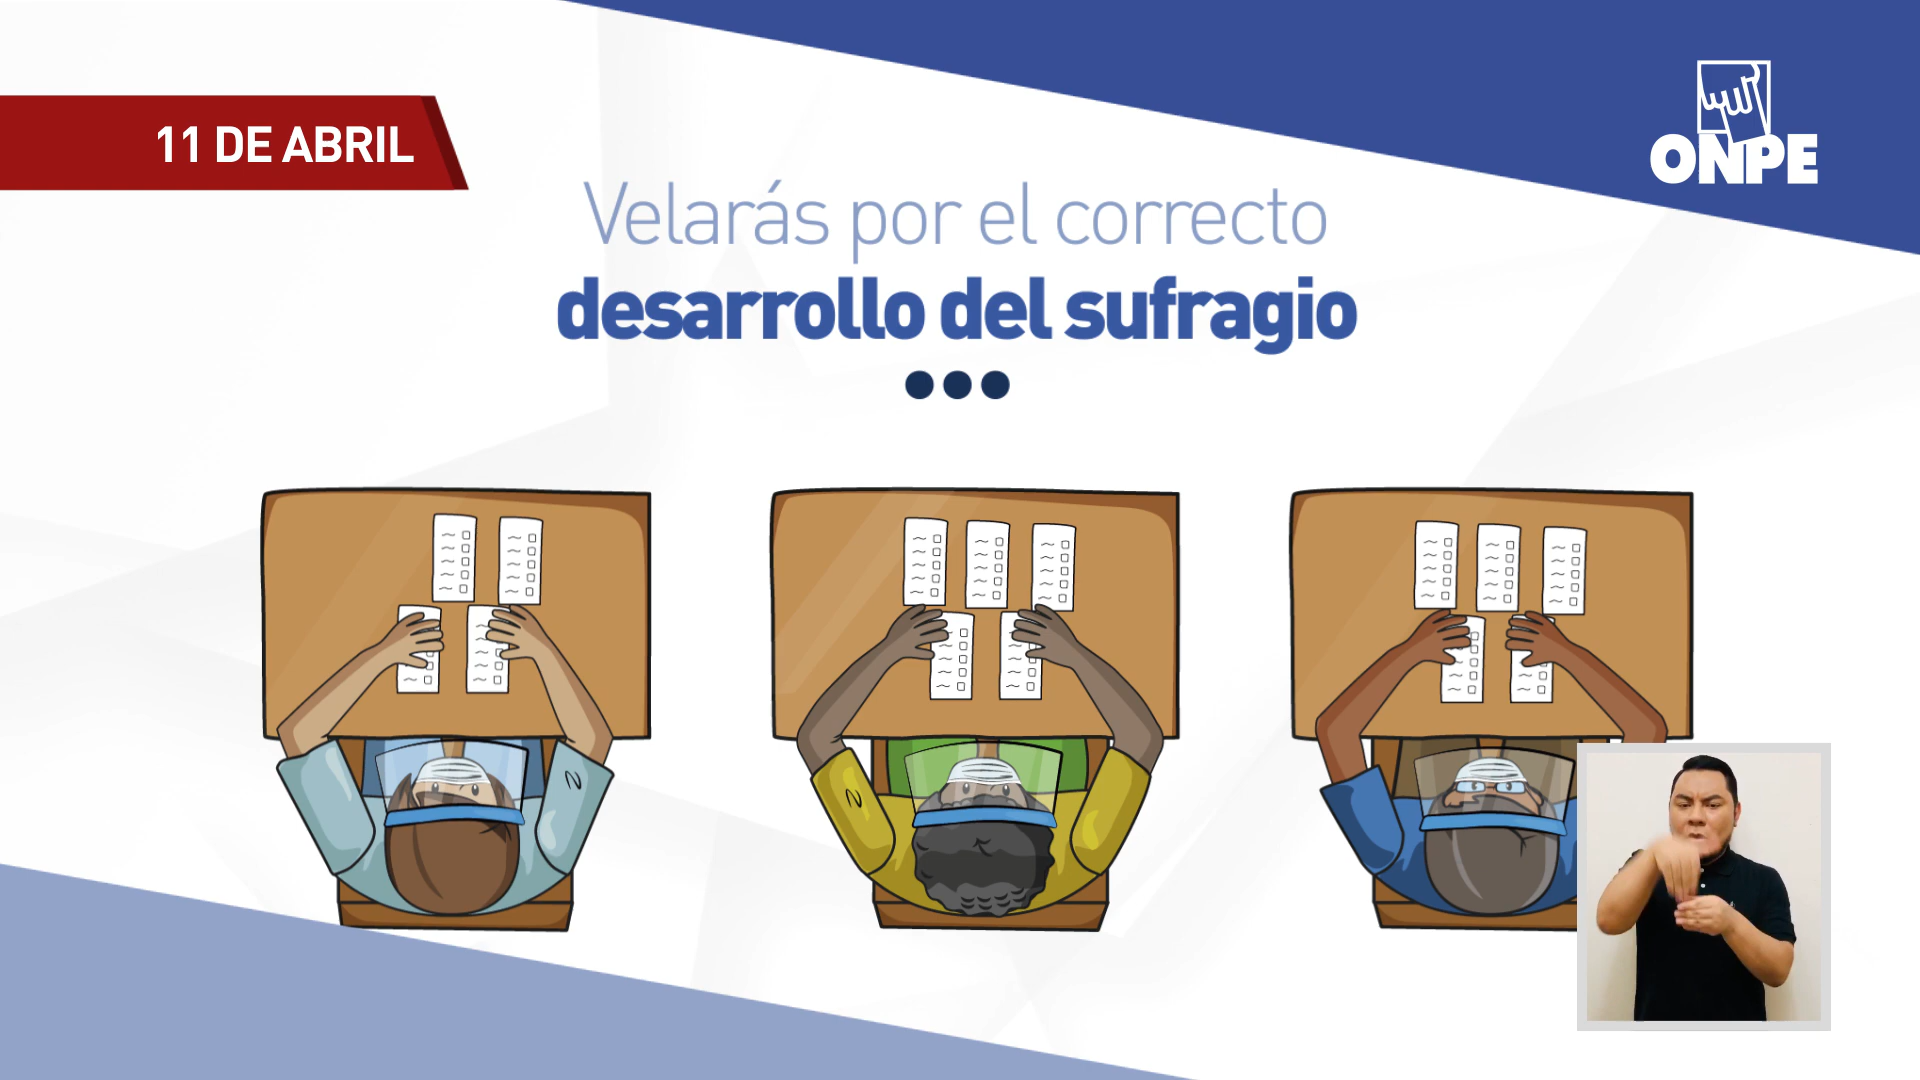 11 DE ABRIL
ONPE
Velarás por el correcto
desarrollo del sufragio